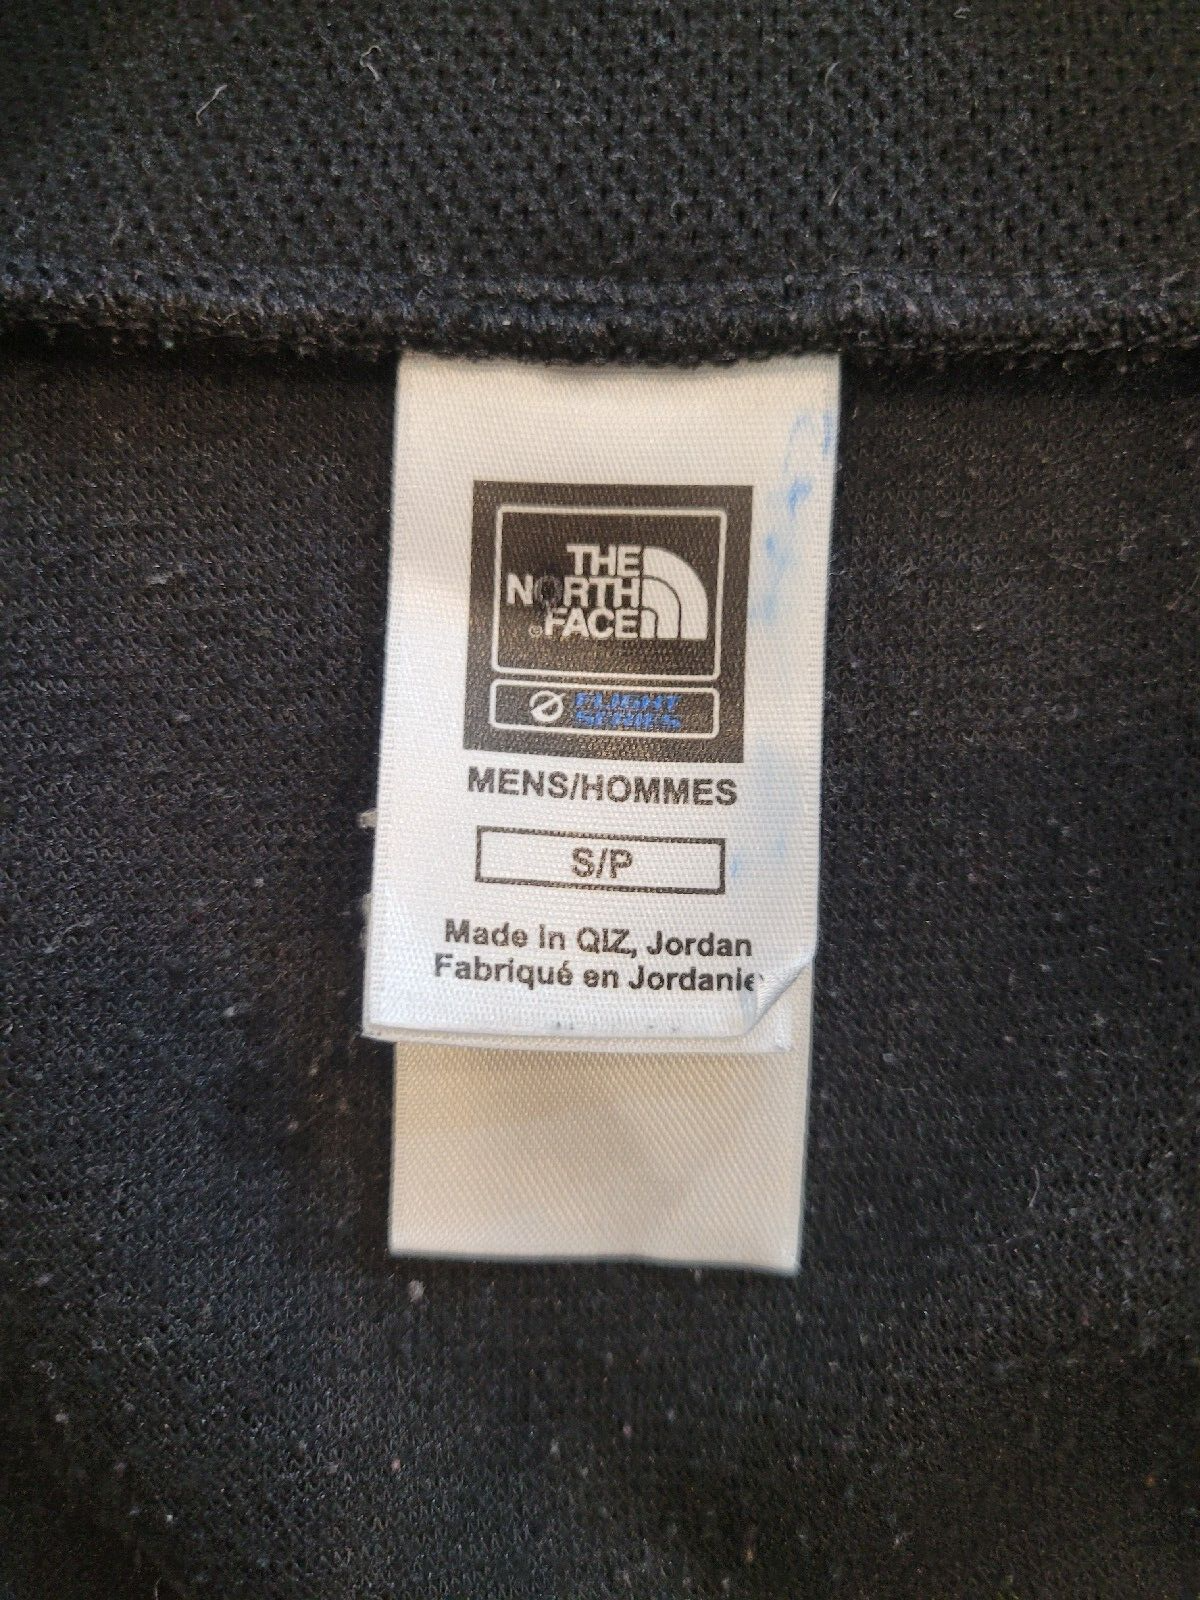 THE
NORTH
FACE
FLIGHT
SERIES
MENS/HOMMES
S/P
Made in QIZ, Jordan
Fabriqué en Jordanie